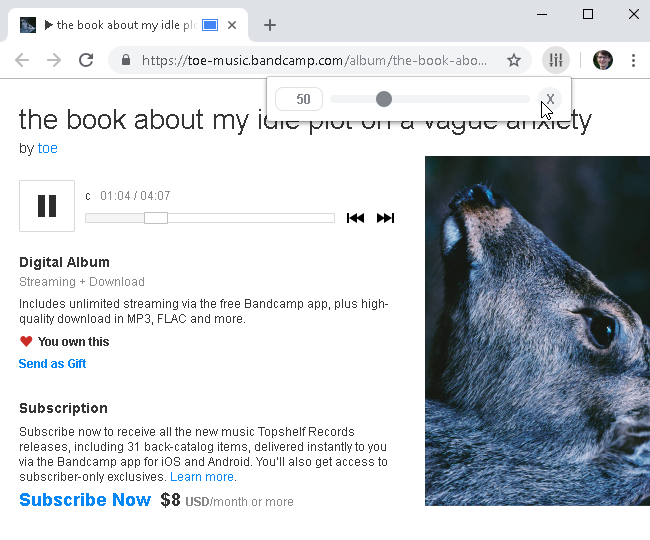 ▶ the book about my idle pl
https://toe-music.bandcamp.com/album/the-book-abo...
50 X
the book about my idle plot on a vague anxiety
by toe
c 01:04 / 04:07
Digital Album
Streaming + Download
Includes unlimited streaming via the free Bandcamp app, plus high-
quality download in MP3, FLAC and more.
You own this
Send as Gift
Subscription
Subscribe now to receive all the new music Topshelf Records
releases, including 31 back-catalog items, delivered instantly to you
via the Bandcamp app for iOS and Android. You'll also get access to
subscriber-only exclusives. Learn more.
Subscribe Now $8 USD/month or more